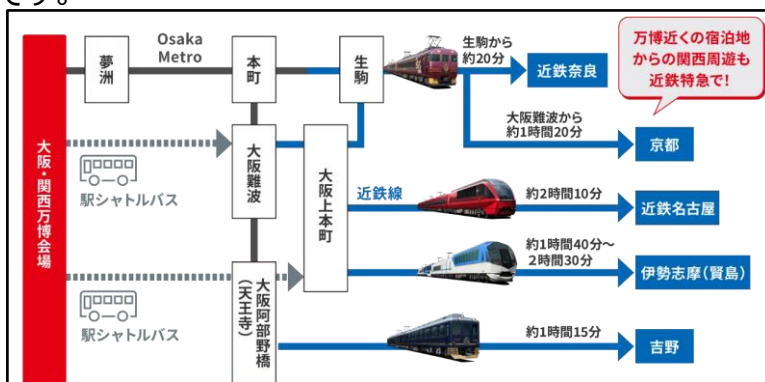 です。
大阪・関西万博会場
夢洲
Osaka
Metro
本町
生駒
生駒から
約20分
近鉄奈良
万博近くの宿泊地
からの関西周遊も
近鉄特急で!
駅シャトルバス
大阪難波
大阪上本町
大阪難波から
約1時間20分
京都
近鉄線
約2時間10分
近鉄名古屋
約1時間40分～
2時間30分
伊勢志摩(賢島)
駅シャトルバス
大阪阿部野橋
(天王寺)
約1時間15分
吉野